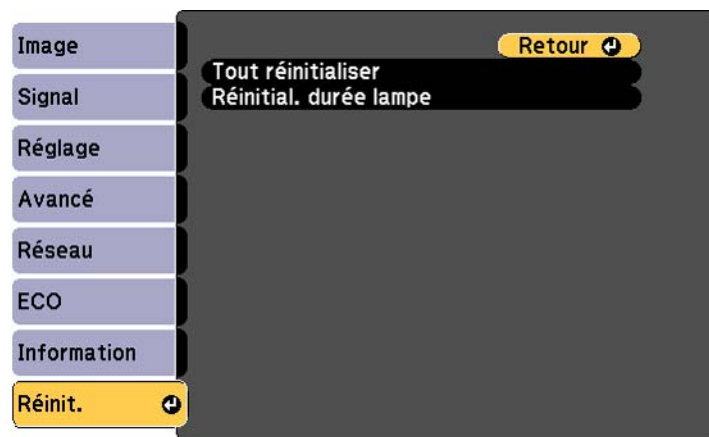 Image
Signal
Réglage
Avancé
Réseau
ECO
Information
Réinit.
Retour
Tout réinitialiser
Réinitial. durée lampe